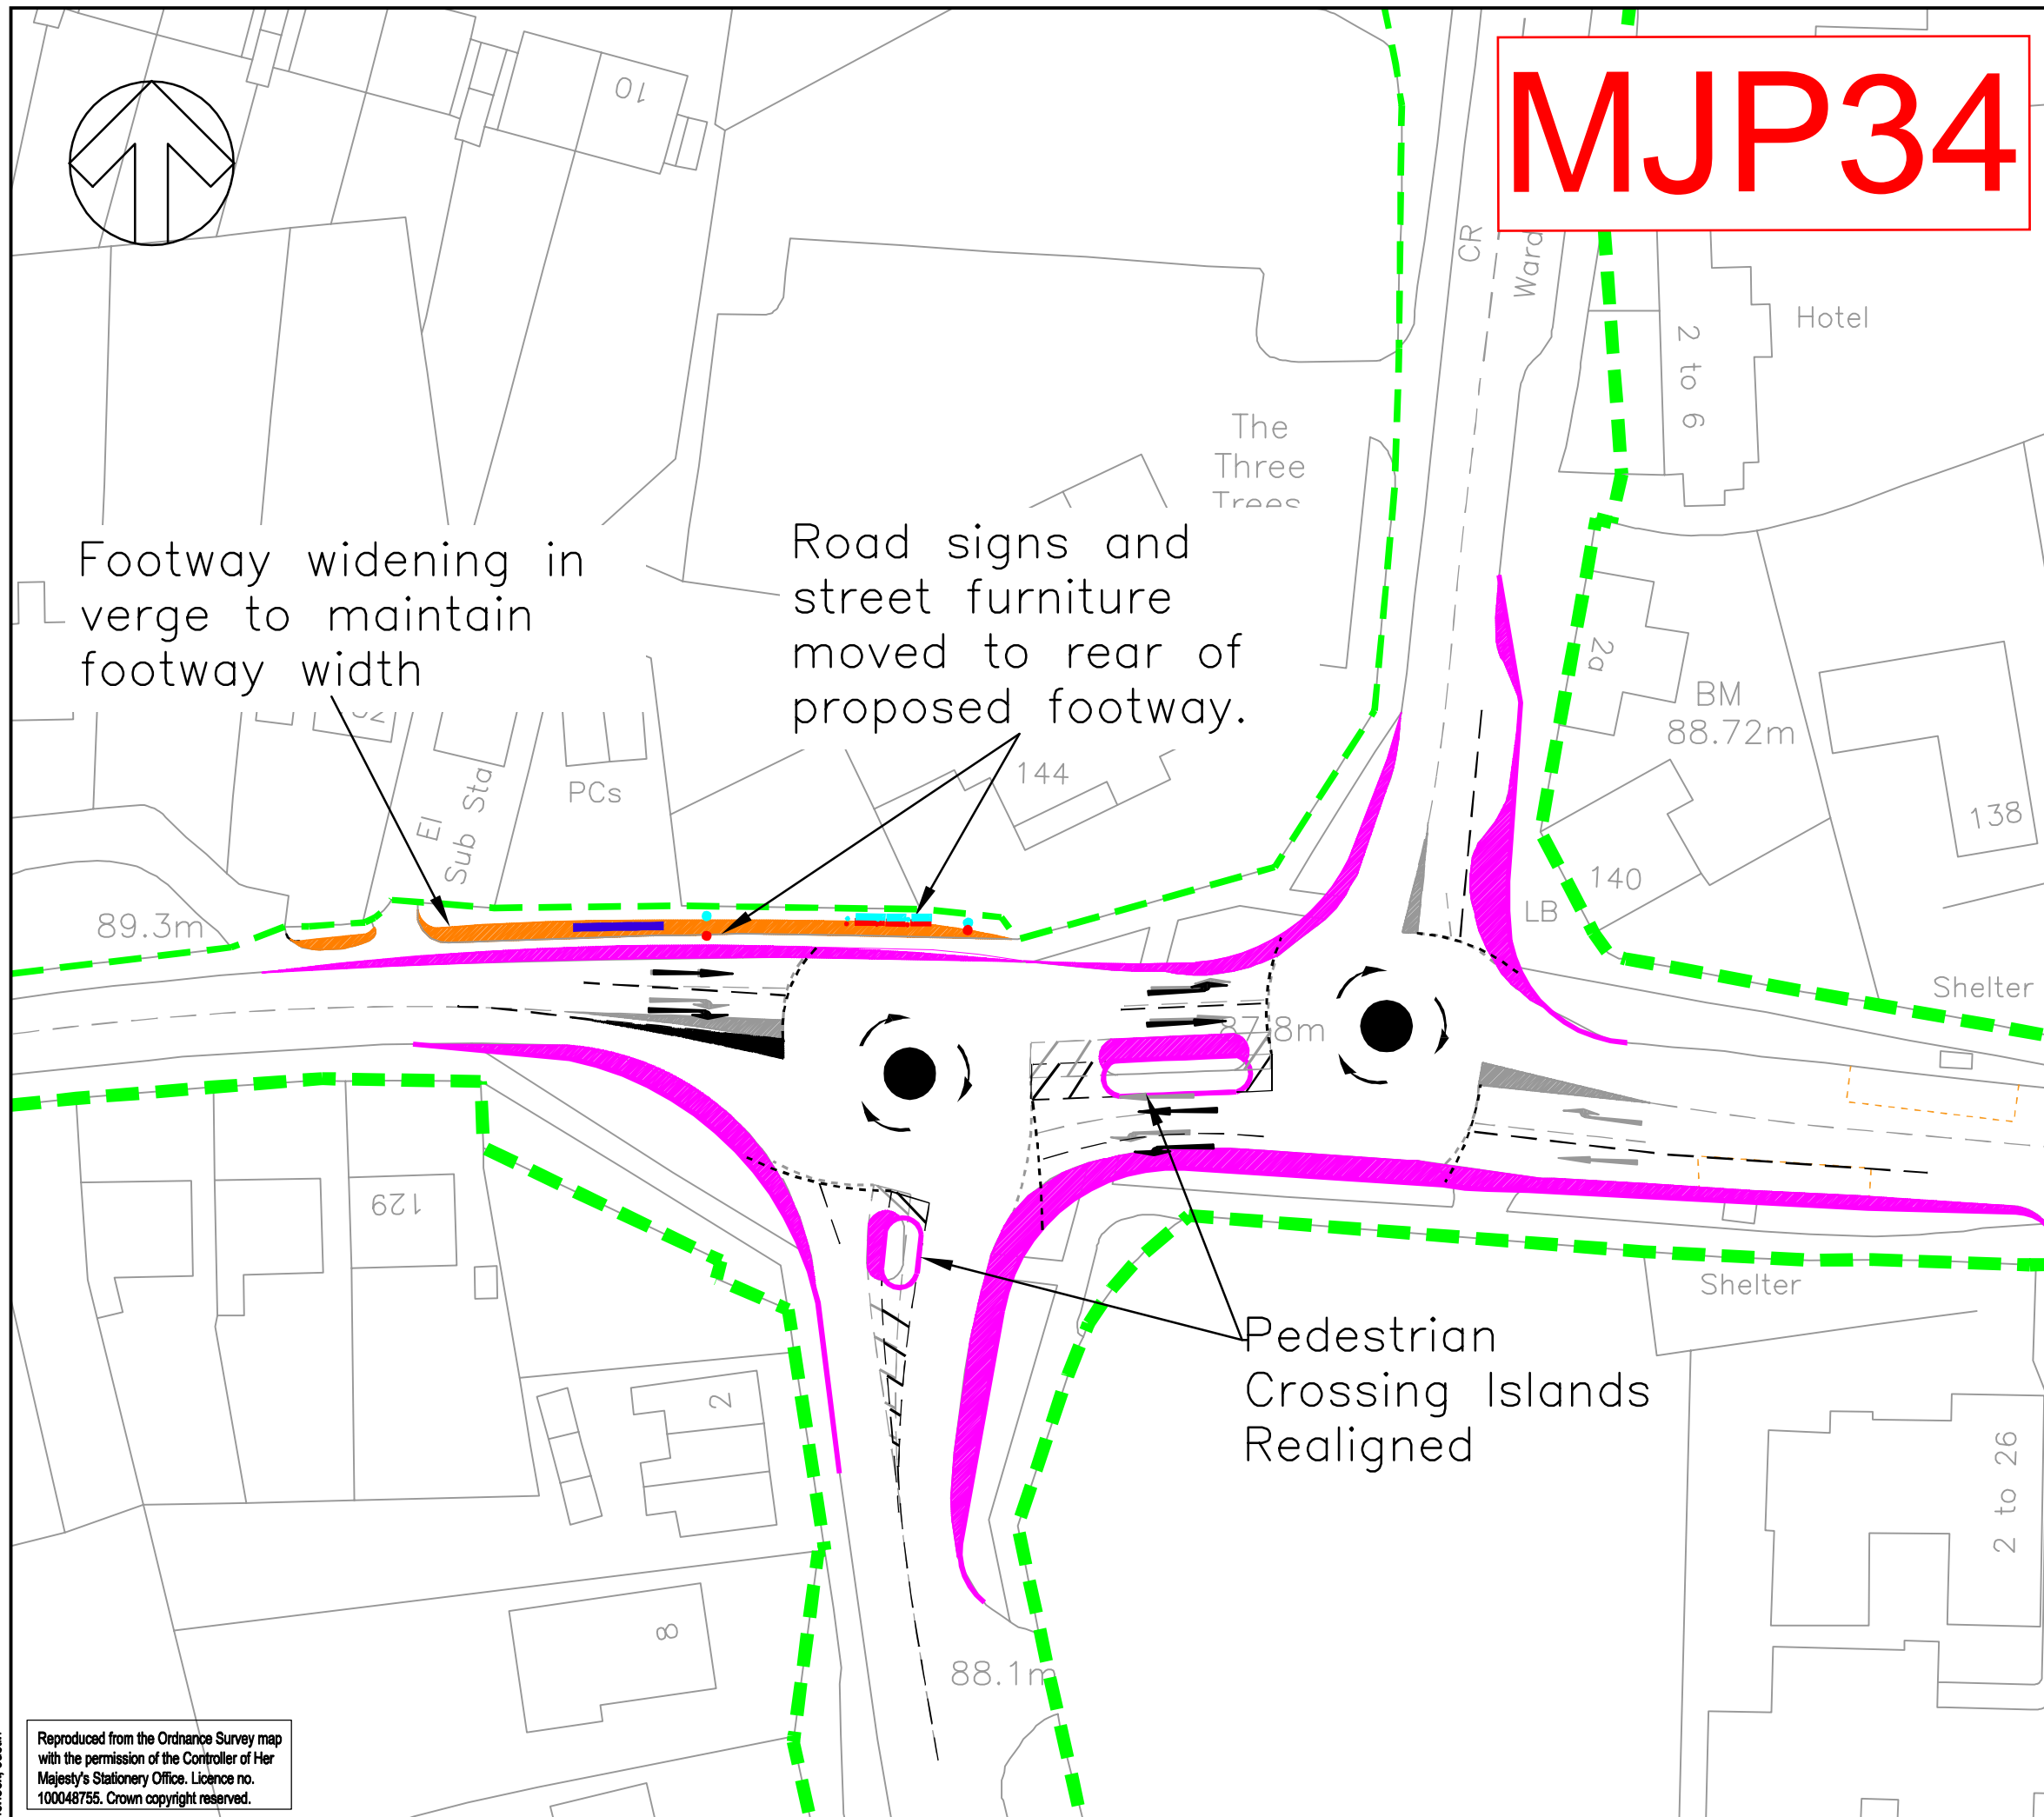 MJP34
10
CR
Hotel
2 to 6
The
Three
Trees
Footway widening in
verge to maintain
footway width
Road signs and
street furniture
moved to rear of
proposed footway.
2a
BM
88.72m
144
PCs
El
Sub Sta
138
140
LB
89.3m
Shelter
87.8m
129
Shelter
Pedestrian
Crossing Islands
Realigned
2
2 to 26
8
88.1m
Reproduced from the Ordnance Survey map
with the permission of the Controller of Her
Majesty's Stationery Office. Licence no.
100048755. Crown copyright reserved.